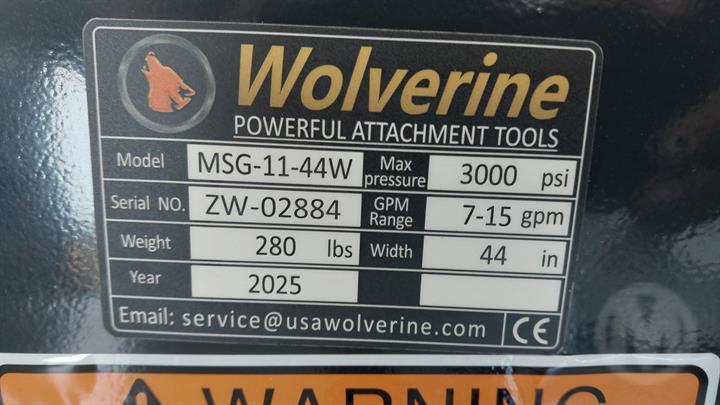 Wolverine
POWERFUL ATTACHMENT TOOLS
Model MSG-11-44W Max pressure 3000 psi
Serial NO. ZW-02884 GPM Range 7-15 gpm
Weight 280 lbs Width 44 in
Year 2025
Email: service@usawolverine.com CE
WARNING